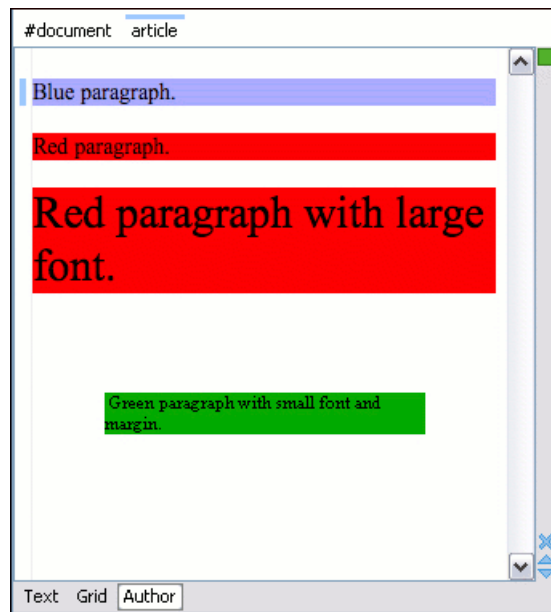 #document article
Blue paragraph.
Red paragraph.
Red paragraph with large
font.
Green paragraph with small font and
margin.
Text Grid Author